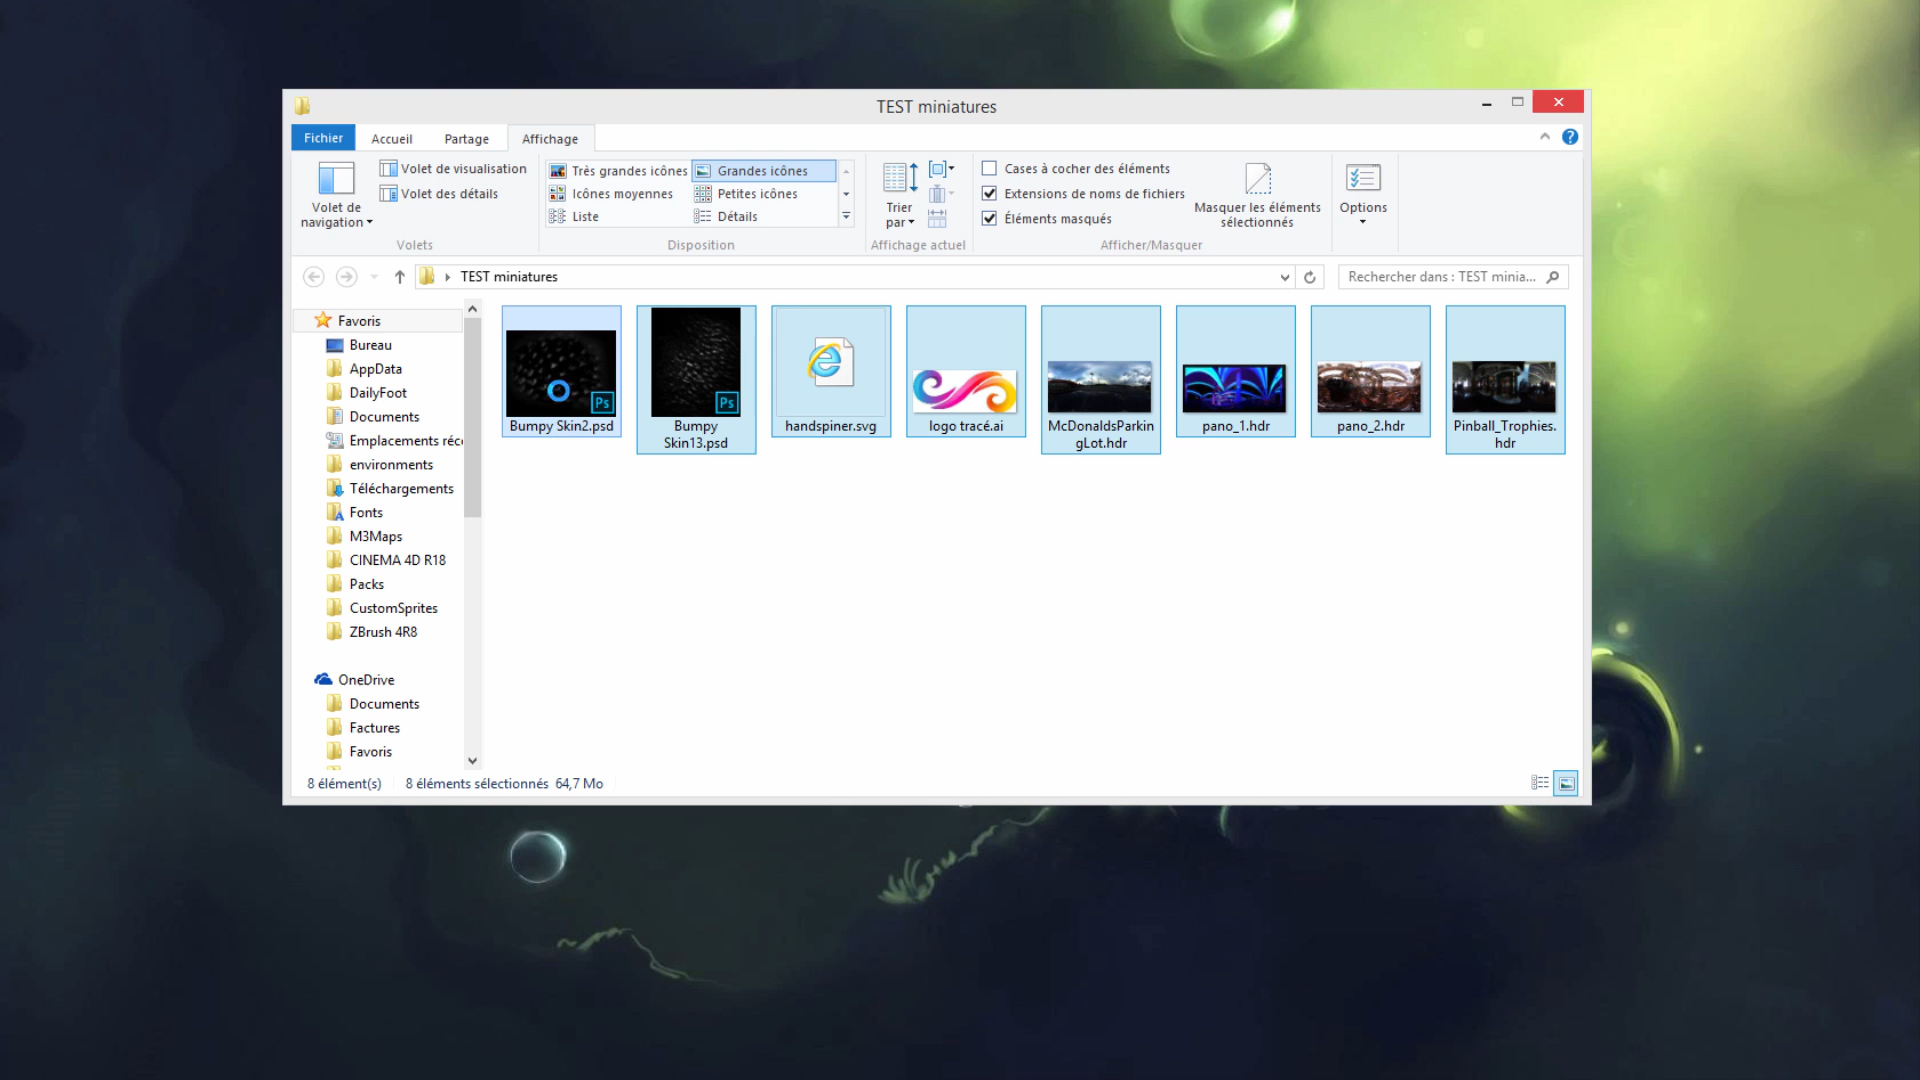 TEST miniatures
Fichier
Accueil
Partage
Affichage
Volet de navigation
Volet de visualisation
Volet des détails
Volets
Très grandes icônes
Grandes icônes
Icônes moyennes
Petites icônes
Liste
Détails
Disposition
Trier par
Affichage actuel
Cases à cocher des éléments
Extensions de noms de fichiers
Éléments masqués
Masquer les éléments sélectionnés
Afficher/Masquer
Options
TEST miniatures
Rechercher dans : TEST minia...
Favoris
Bureau
AppData
DailyFoot
Documents
Emplacements réc
environments
Téléchargements
Fonts
M3Maps
CINEMA 4D R18
Packs
CustomSprites
ZBrush 4R8
OneDrive
Documents
Factures
Favoris
Ps
Bumpy Skin2.psd
Ps
Bumpy
Skin13.psd
handspiner.svg
logo tracé.ai
McDonaldsParkin
gLot.hdr
pano_1.hdr
pano_2.hdr
Pinball_Trophies.
hdr
8 élément(s)
8 éléments sélectionnés 64,7 Mo